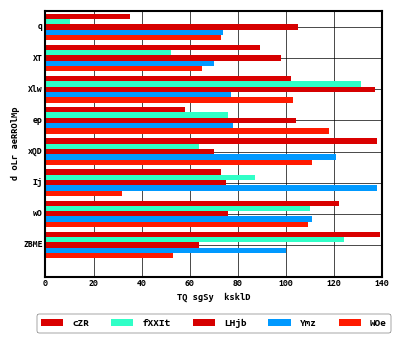 q
XT
Xlw
ep
xQD
Ij
wO
ZBME
d oLr aeRROlMp
0 20 40 60 80 100 120 140
TQ sgSy ksklD
cZR fXXIt LHjb Ymz WOe